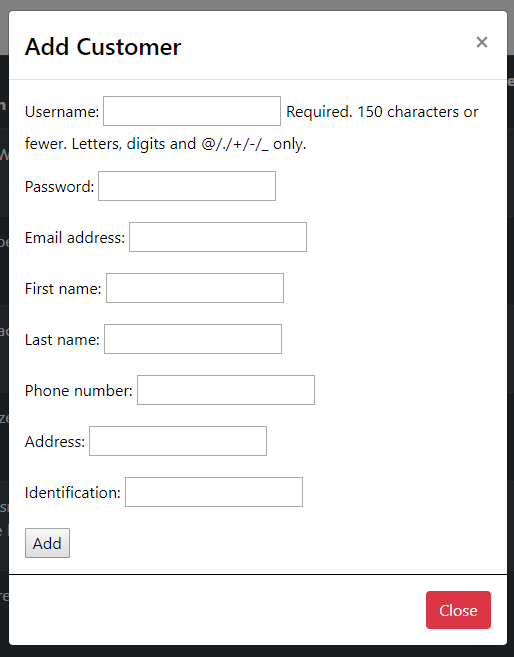 Add Customer
×
Username: Required. 150 characters or
fewer. Letters, digits and @/./+/-/_ only.
Password:
Email address:
First name:
Last name:
Phone number:
Address:
Identification:
Add
Close